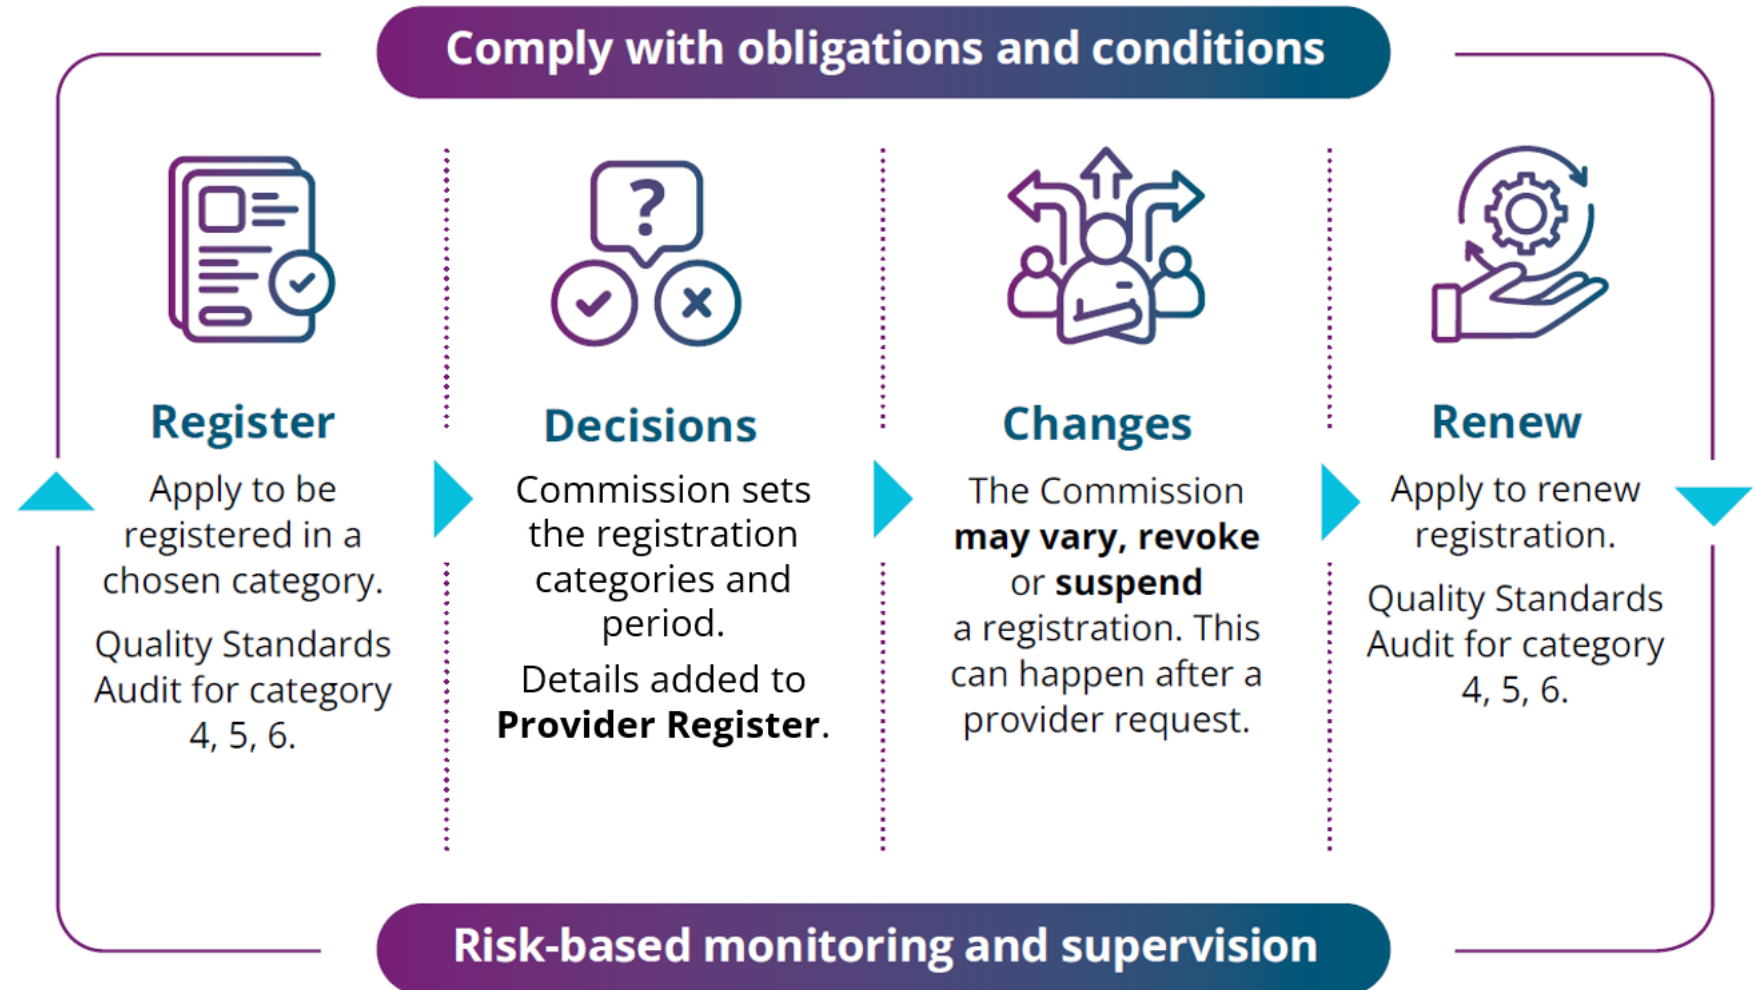 Comply with obligations and conditions
?
Register
Apply to be
registered in a
chosen category.
Quality Standards
Audit for category
4, 5, 6.
Decisions
Commission sets
the registration
categories and
period.
Details added to
Provider Register.
Changes
The Commission
may vary, revoke
or suspend
a registration. This
can happen after a
provider request.
Renew
Apply to renew
registration.
Quality Standards
Audit for category
4, 5, 6.
Risk-based monitoring and supervision